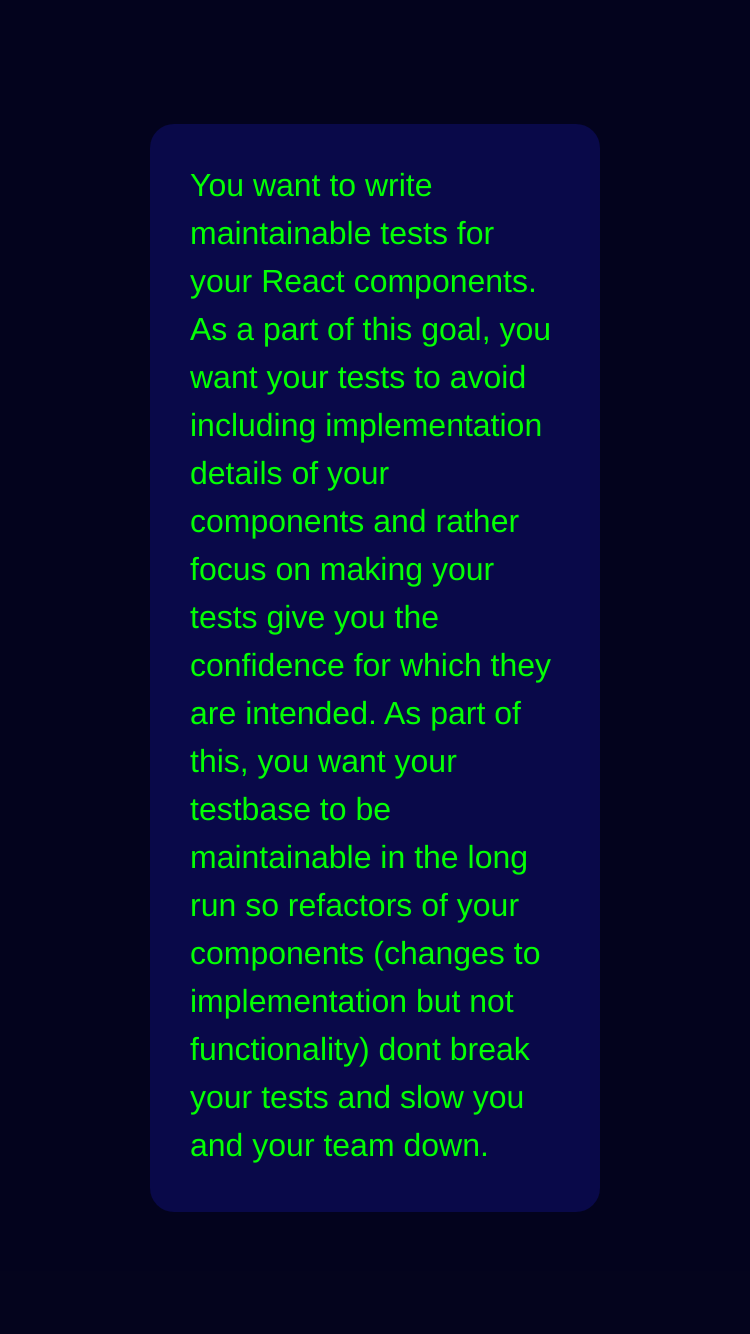 You want to write
maintainable tests for
your React components.
As a part of this goal, you
want your tests to avoid
including implementation
details of your
components and rather
focus on making your
tests give you the
confidence for which they
are intended. As part of
this, you want your
testbase to be
maintainable in the long
run so refactors of your
components (changes to
implementation but not
functionality) dont break
your tests and slow you
and your team down.